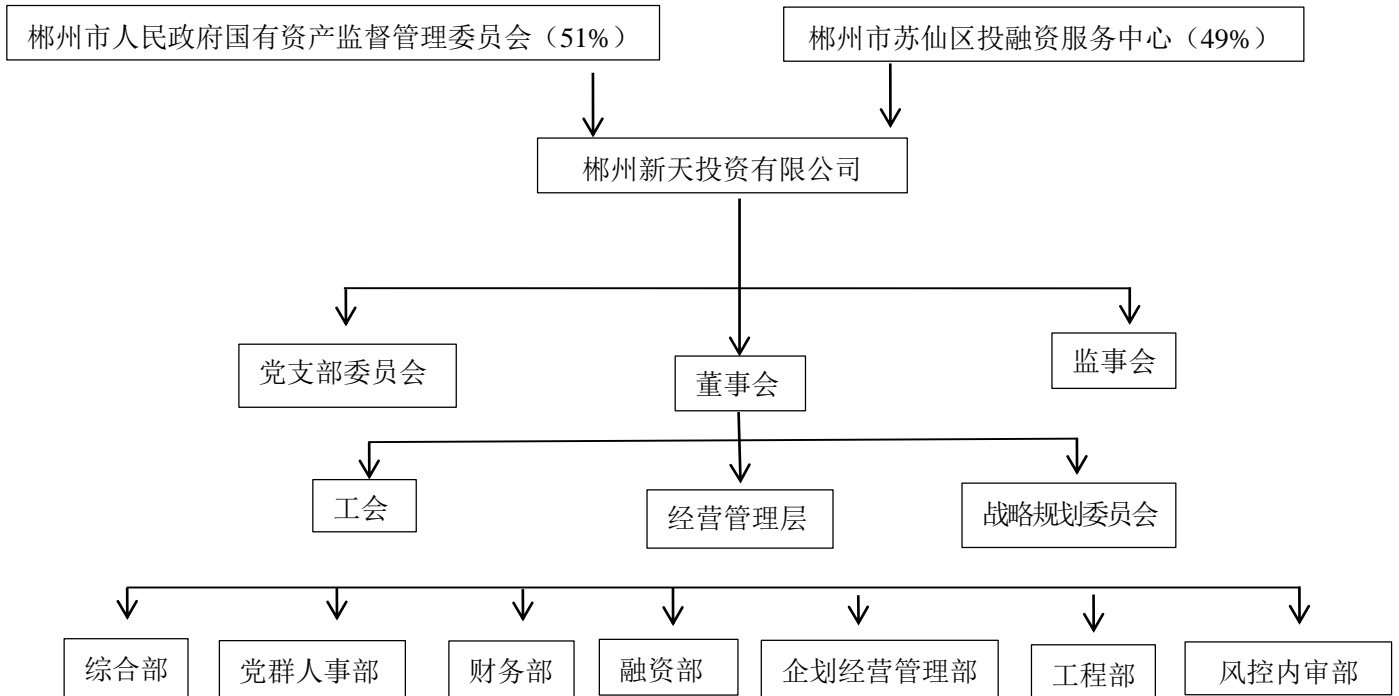 郴州市人民政府国有资产监督管理委员会（51%）
郴州市苏仙区投融资服务中心（49%）
郴州新天投资有限公司
党支部委员会
董事会
监事会
工会
经营管理层
战略规划委员会
综合部
党群人事部
财务部
融资部
企划经营管理部
工程部
风控内审部